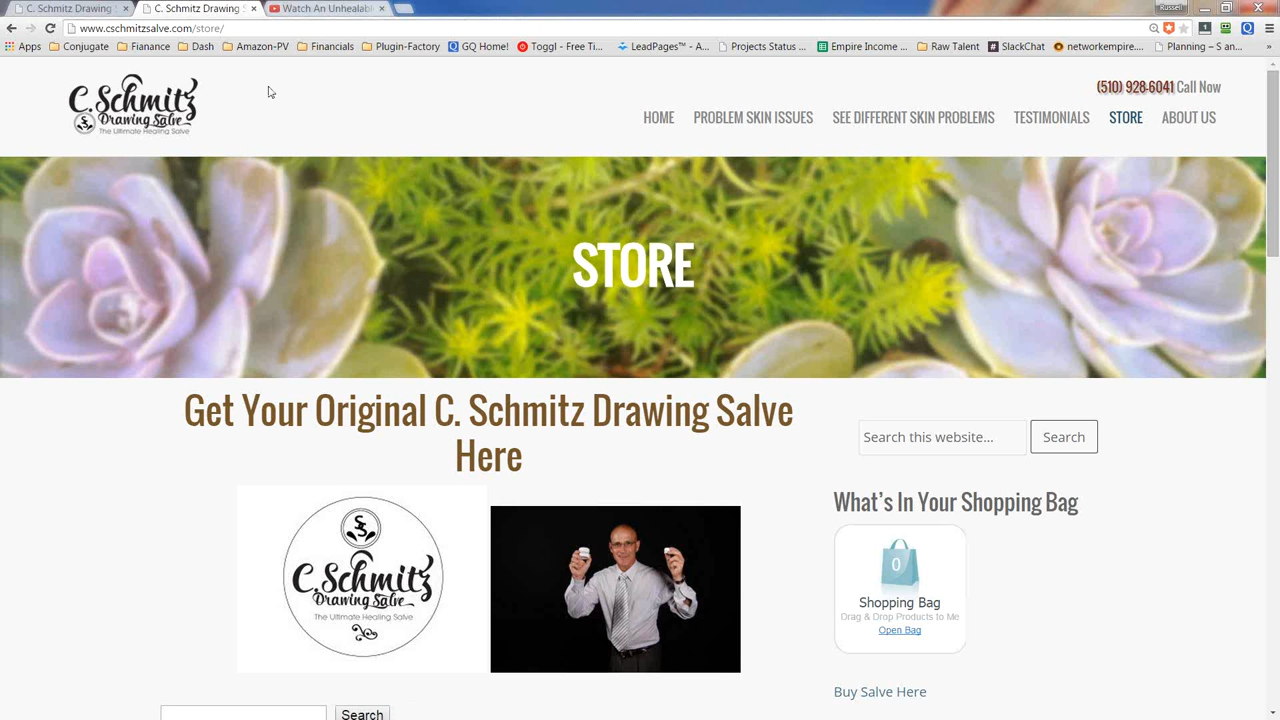 C. Schmitz Drawing S
C. Schmitz Drawing S
Watch An Unhealab
Russell
www.cschmitzsalve.com/store/
Apps
Conjugate
Fianance
Dash
Amazon-PV
Financials
Plugin-Factory
GQ Home!
Toggl - Free Ti...
LeadPages™ - A...
Projects Status ...
Empire Income ...
Raw Talent
SlackChat
networkempire....
Planning – S an...
C. Schmitz
Drawing Salve
The Ultimate Healing Salve
(510) 928-6041 Call Now
HOME
PROBLEM SKIN ISSUES
SEE DIFFERENT SKIN PROBLEMS
TESTIMONIALS
STORE
ABOUT US
STORE
Get Your Original C. Schmitz Drawing Salve
Here
Search this website...
Search
What's In Your Shopping Bag
0
Shopping Bag
Drag & Drop Products To Me
Open Bag
C. Schmitz
Drawing Salve
The Ultimate Healing Salve
Buy Salve Here
Search